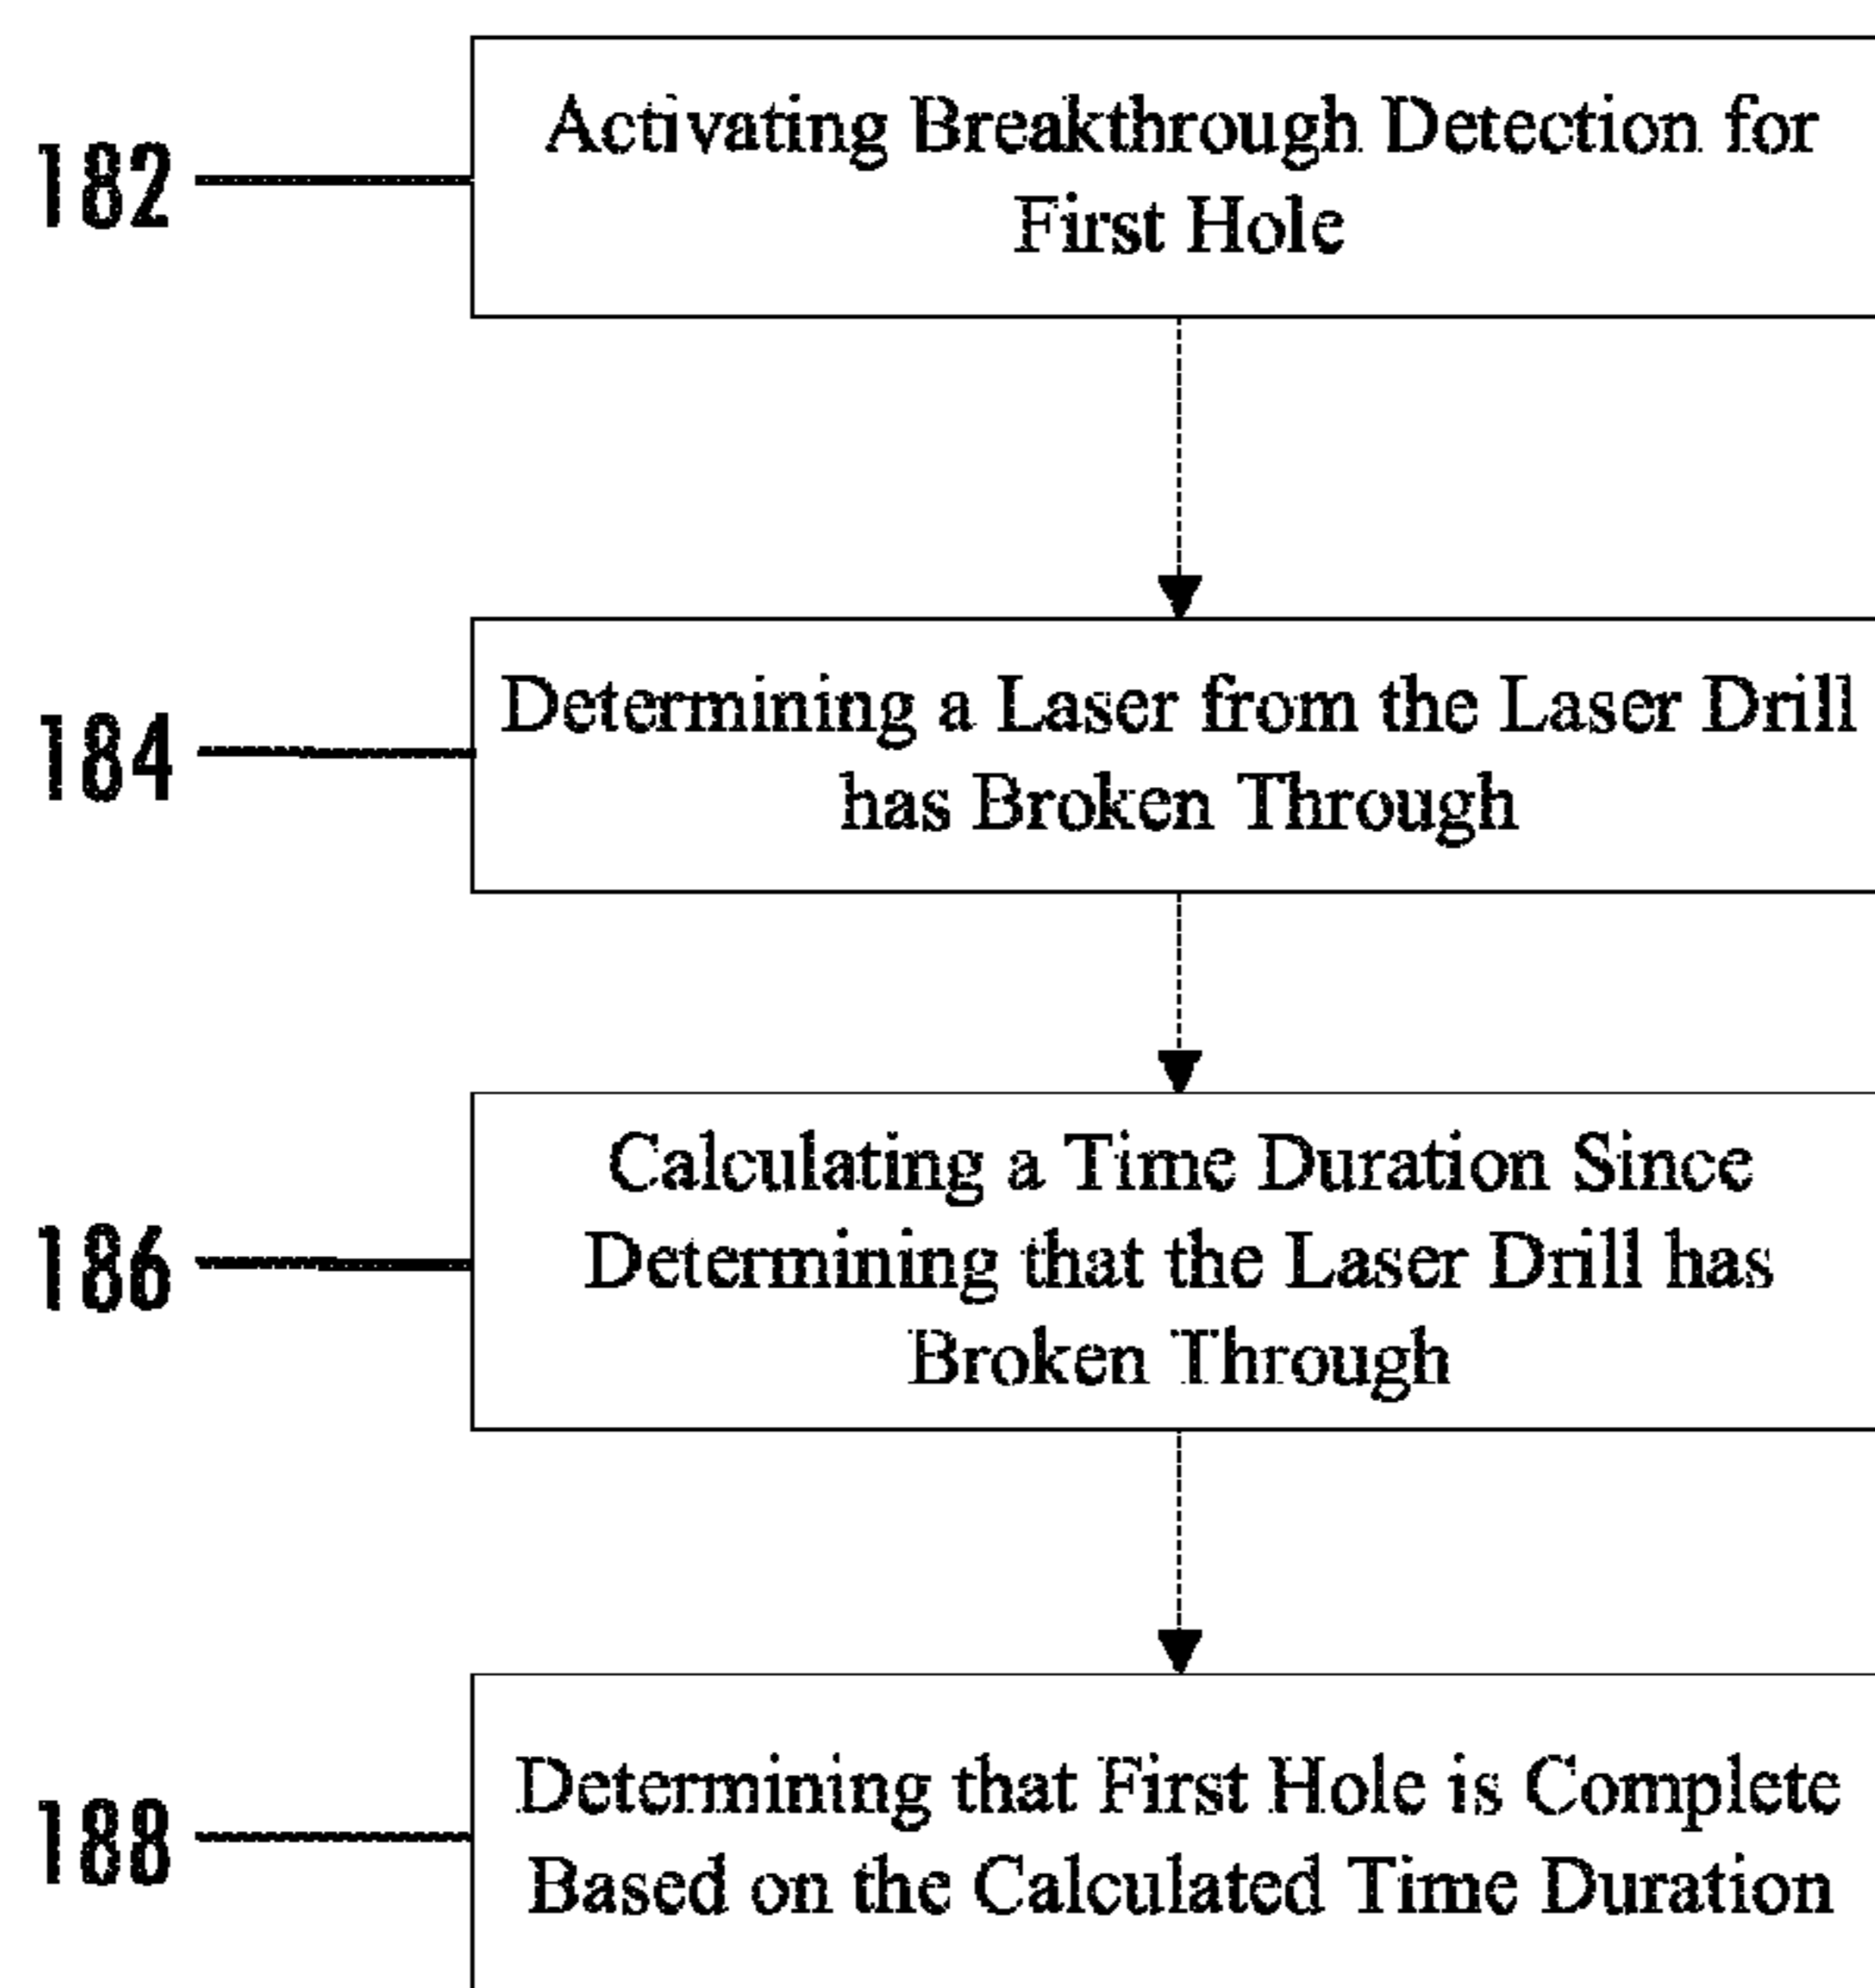 Activating Breakthrough Detection for
First Hole
182
Determining a Laser from the Laser Drill
has Broken Through
184
Calculating a Time Duration Since
Determining that the Laser Drill has
Broken Through
186
Determining that First Hole is Complete
Based on the Calculated Time Duration
188